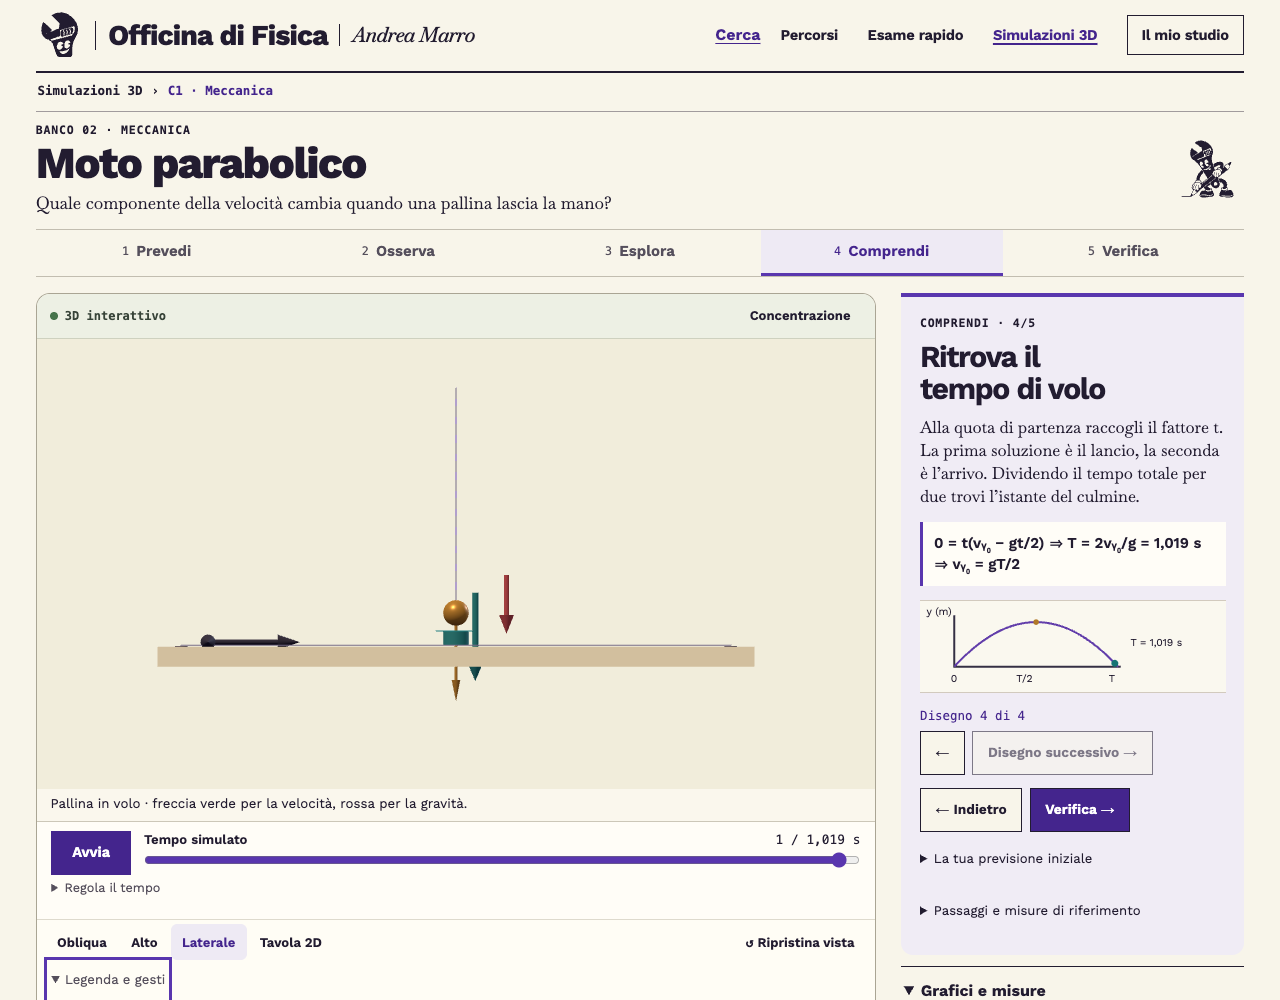 Officina di Fisica
Andrea Marro
Cerca
Percorsi
Esame rapido
Simulazioni 3D
Il mio studio
Simulazioni 3D › C1 · Meccanica
BANCO 02 · MECCANICA
Moto parabolico
Quale componente della velocità cambia quando una pallina lascia la mano?
1 Prevedi
2 Osserva
3 Esplora
4 Comprendi
5 Verifica
3D interattivo
Concentrazione
Pallina in volo · freccia verde per la velocità, rossa per la gravità.
Avvia
Tempo simulato
1 / 1,019 s
▶ Regola il tempo
Obliqua
Alto
Laterale
Tavola 2D
↺ Ripristina vista
▼ Legenda e gesti
COMPRENDI · 4/5
Ritrova il
tempo di volo
Alla quota di partenza raccogli il fattore t.
La prima soluzione è il lancio, la seconda
è l’arrivo. Dividendo il tempo totale per
due trovi l’istante del culmine.
0 = t(vᵧ₀ − gt/2) ⇒ T = 2vᵧ₀/g = 1,019 s
⇒ vᵧ₀ = gT/2
y (m)
T = 1,019 s
0
T/2
T
Disegno 4 di 4
←
Disegno successivo →
← Indietro
Verifica →
▶ La tua previsione iniziale
▶ Passaggi e misure di riferimento
▼ Grafici e misure